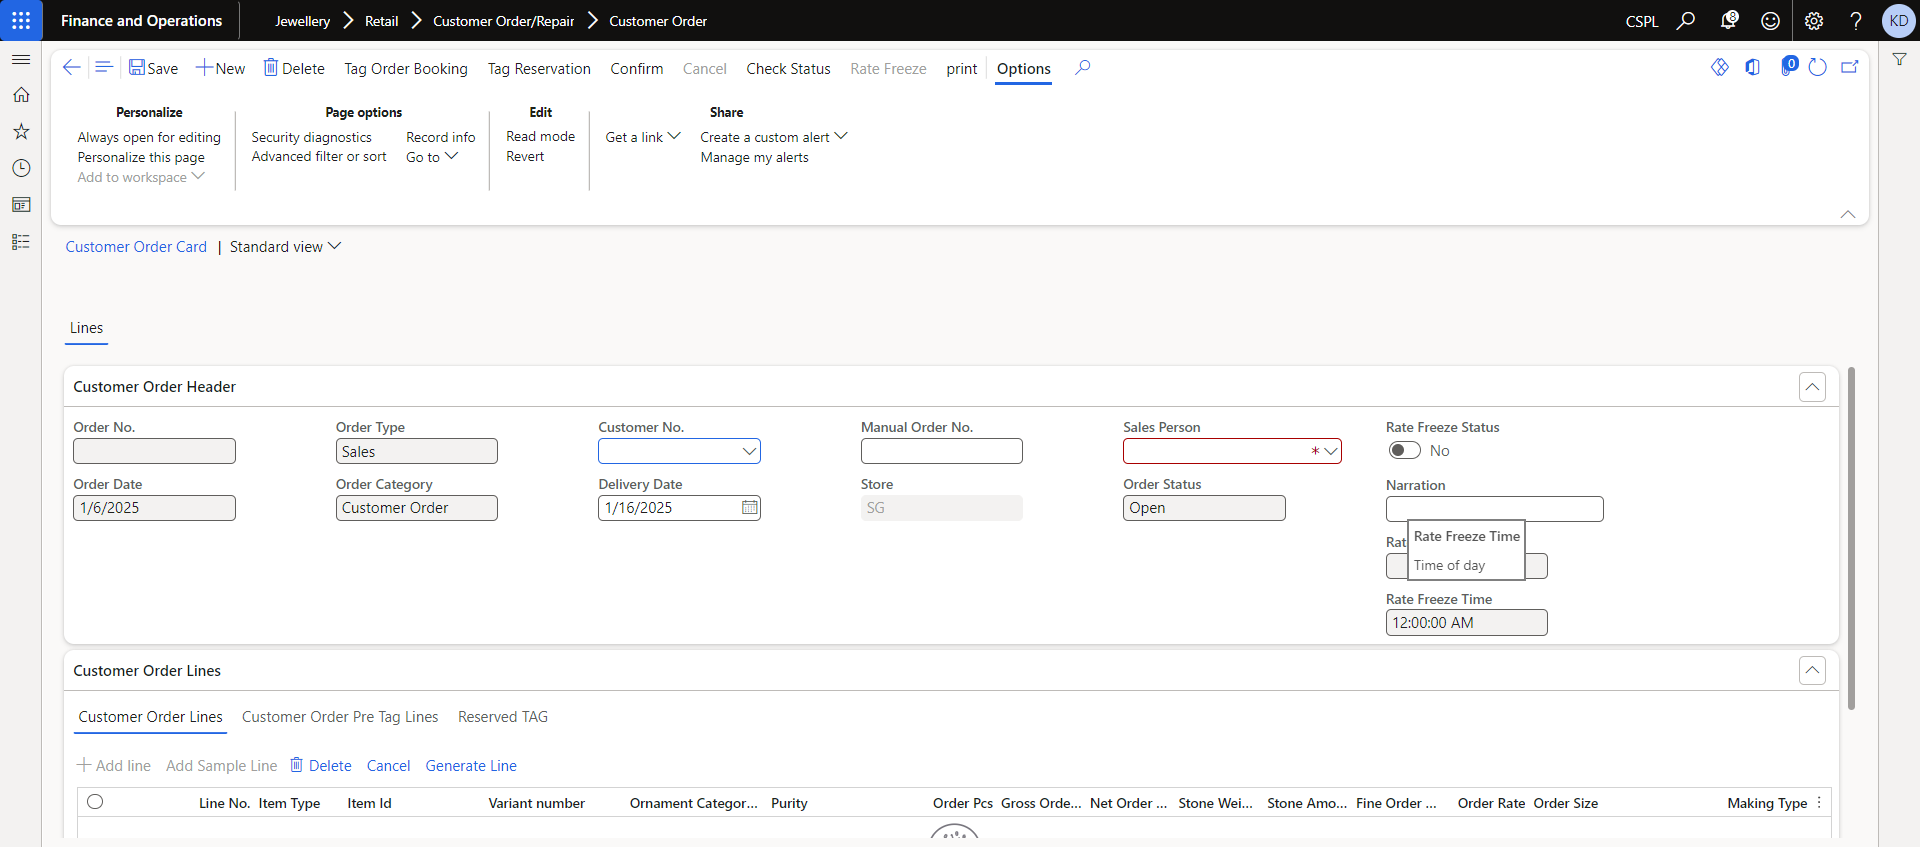 Finance and Operations
Jewellery
Retail
Customer Order/Repair
Customer Order
CSPL
8
KD
Save
New
Delete
Tag Order Booking
Tag Reservation
Confirm
Cancel
Check Status
Rate Freeze
print
Options
0
Personalize
Always open for editing
Personalize this page
Add to workspace
Page options
Security diagnostics
Advanced filter or sort
Record info
Go to
Edit
Read mode
Revert
Get a link
Share
Create a custom alert
Manage my alerts
Customer Order Card | Standard view
Lines
Customer Order Header
Order No.
Order Type
Sales
Customer No.
Manual Order No.
Sales Person
*
Rate Freeze Status
No
Order Date
1/6/2025
Order Category
Customer Order
Delivery Date
1/16/2025
Store
SG
Order Status
Open
Narration
Rat
Rate Freeze Time
Time of day
Rate Freeze Time
12:00:00 AM
Customer Order Lines
Customer Order Lines
Customer Order Pre Tag Lines
Reserved TAG
Add line
Add Sample Line
Delete
Cancel
Generate Line
Line No.
Item Type
Item Id
Variant number
Ornament Categor...
Purity
Order Pcs
Gross Orde...
Net Order ...
Stone Wei...
Stone Amo...
Fine Order ...
Order Rate
Order Size
Making Type